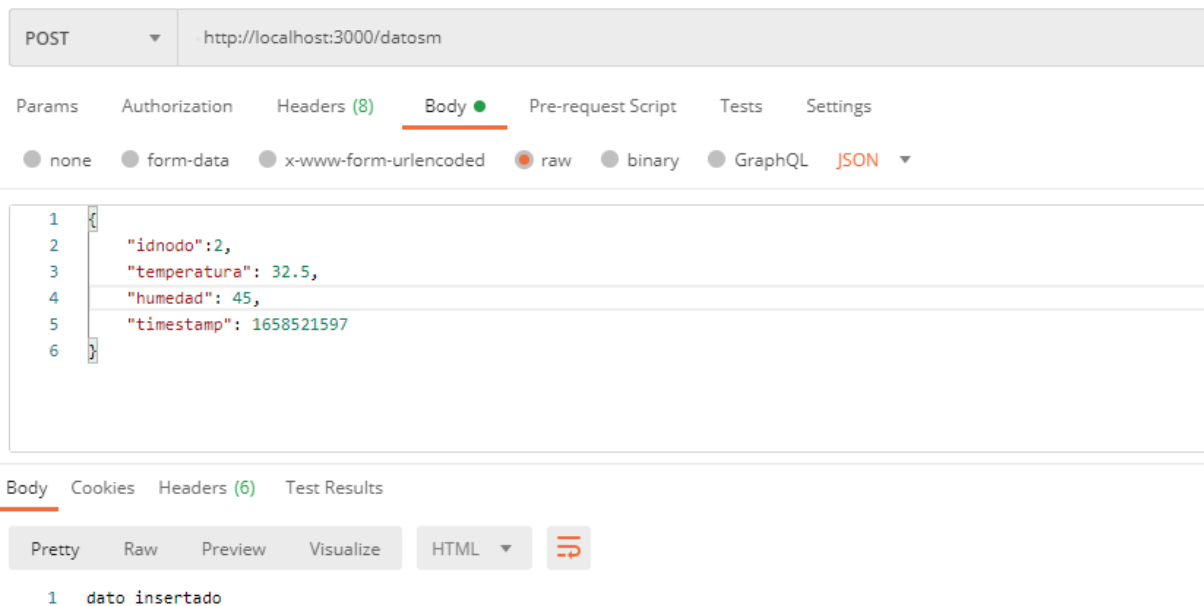 POST http://localhost:3000/datosm
Params Authorization Headers (8) Body Pre-request Script Tests Settings
none form-data x-www-form-urlencoded raw binary GraphQL JSON
1 {
2 "idnodo":2,
3 "temperatura": 32.5,
4 "humedad": 45,
5 "timestamp": 1658521597
6 }
Body Cookies Headers (6) Test Results
Pretty Raw Preview Visualize HTML
1 dato insertado